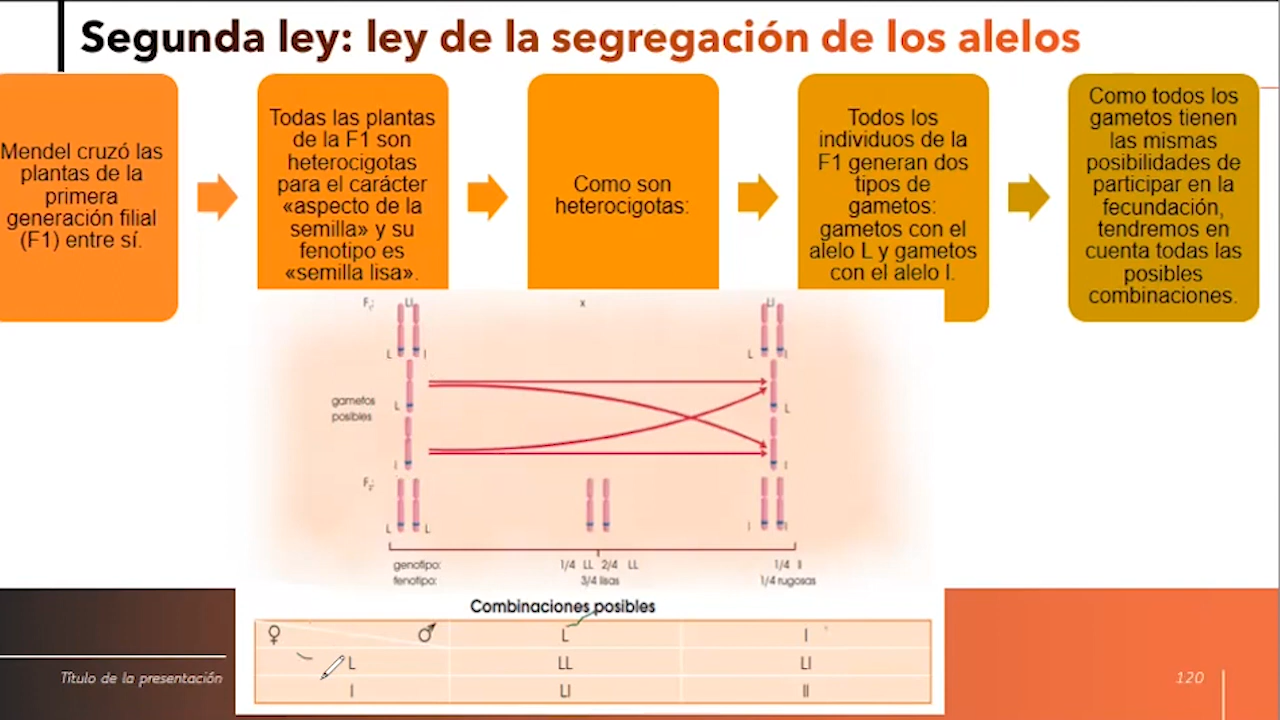 Segunda ley: ley de la segregación de los alelos
Mendel cruzó las
plantas de la
primera
generación filial
(F1) entre sí.
Todas las plantas
de la F1 son
heterocigotas
para el carácter
«aspecto de la
semilla» y su
fenotipo es
«semilla lisa».
Como son
heterocigotas:
Todos los
individuos de la
F1 generan dos
tipos de
gametos:
gametos con el
alelo L y gametos
con el alelo l.
Como todos los
gametos tienen
las mismas
posibilidades de
participar en la
fecundación,
tendremos en
cuenta todas las
posibles
combinaciones.
F₁: Ll x Ll
L l L l
gametos
posibles
L L
l l
F₂:
L L l l
genotipo: 1/4 LL 2/4 LL 1/4 ll
fenotipo: 3/4 lisas 1/4 rugosas
Combinaciones posibles
♀ ♂ L l
L LL Ll
l Ll ll
Título de la presentación
120